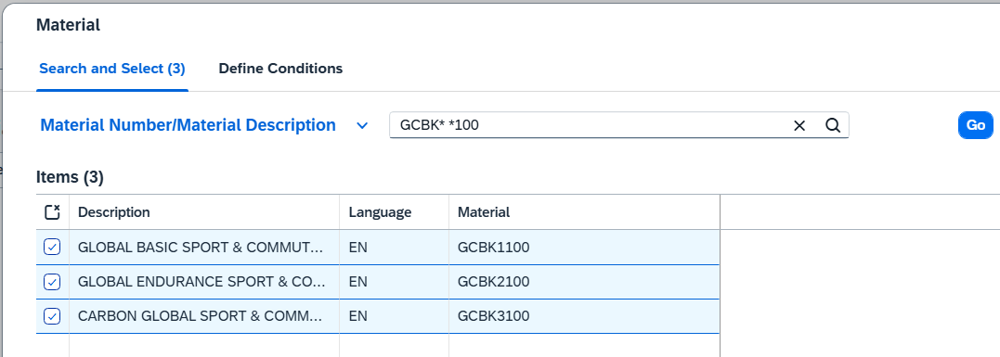 Material
Search and Select (3) Define Conditions
Material Number/Material Description GCBK* *100 Go
Items (3)
Description Language Material
GLOBAL BASIC SPORT & COMMUT... EN GCBK1100
GLOBAL ENDURANCE SPORT & CO... EN GCBK2100
CARBON GLOBAL SPORT & COMM... EN GCBK3100